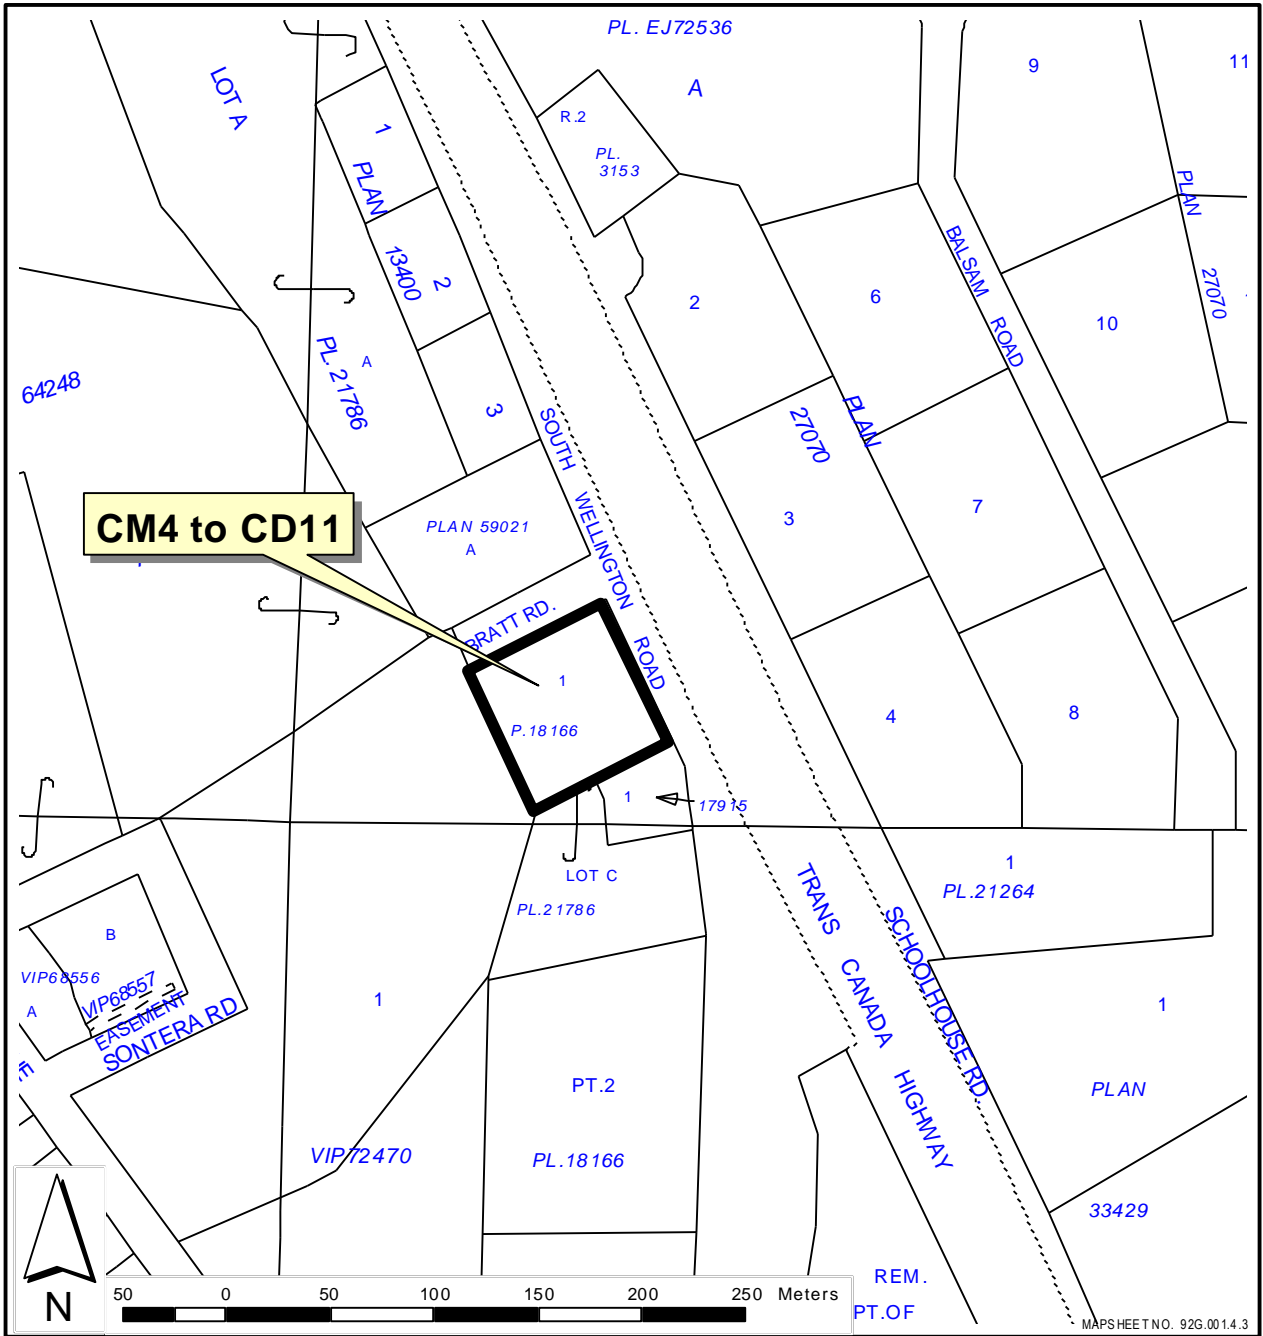 PL. EJ72536
A
9
11
LOT A
R.2
PL.
3153
1
PLAN
13400
2
3
PL. 21786
A
64248
2
6
BALSAM ROAD
10
PLAN
27070
PLAN
27070
3
7
4
8
SOUTH WELLINGTON ROAD
CM4 to CD11
PLAN 59021
A
BRATT RD.
1
P.18166
1
17915
LOT C
PL.21786
1
PL.21264
TRANS CANADA HIGHWAY
SCHOOLHOUSE RD.
B
VIP68556
A
VIP68557
EASEMENT
SONTERA RD
1
VIP72470
PT.2
PL.18166
1
PLAN
33429
REM.
PT.OF
N
50 0 50 100 150 200 250 Meters
MAPSHEET NO. 92G.001.4.3